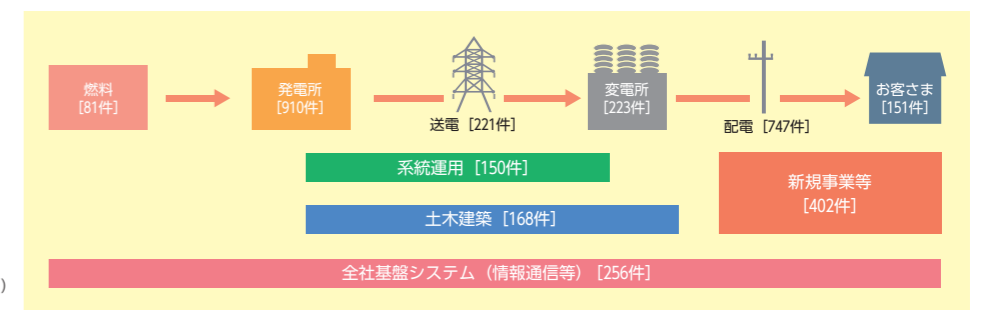 燃料
[81件]
発電所
[910件]
送電［221件］
変電所
[223件]
配電［747件］
お客さま
[151件]
系統運用［150件］
新規事業等
［402件］
土木建築［168件］
全社基盤システム（情報通信等）［256件］
)